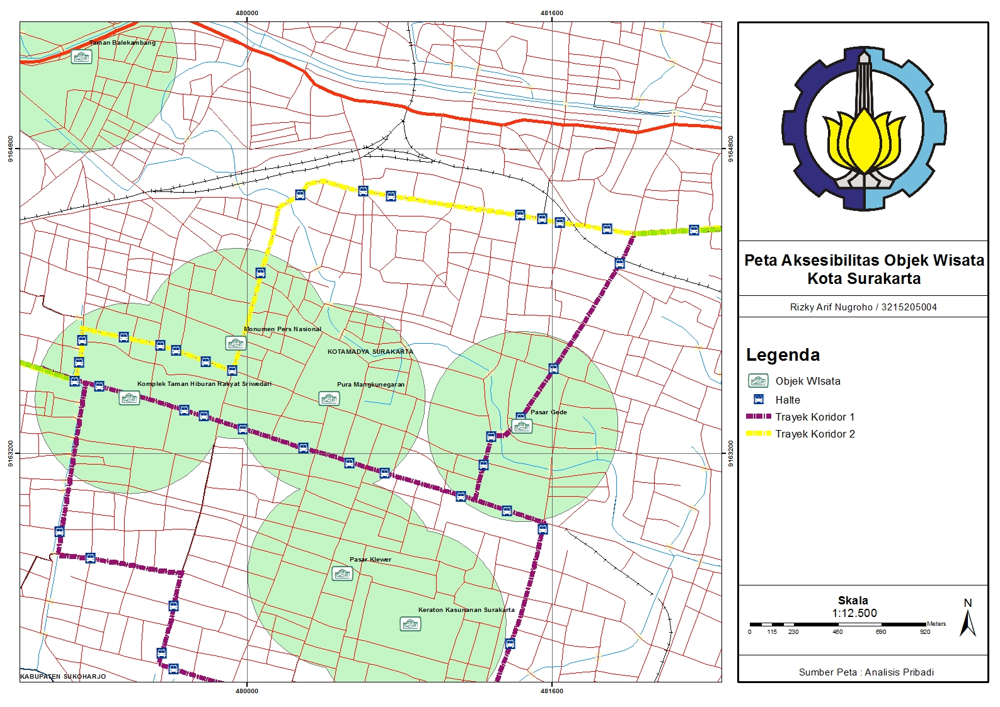 480000
481600
Taman Balekambang
9164800
9164800
Monumen Pers Nasional
KOTAMADYA SURAKARTA
Komplek Taman Hiburan Rakyat Sriwedari
Pura Mangkunegaran
Pasar Gede
9163200
9163200
Pasar Klewer
Keraton Kasunanan Surakarta
KABUPATEN SUKOHARJO
480000
481600
Peta Aksesibilitas Objek Wisata
Kota Surakarta
Rizky Arif Nugroho / 3215205004
Legenda
Objek WIsata
Halte
Trayek Koridor 1
Trayek Koridor 2
Skala
1:12.500
N
Meters
0 115 230 460 690 920
Sumber Peta : Analisis Pribadi